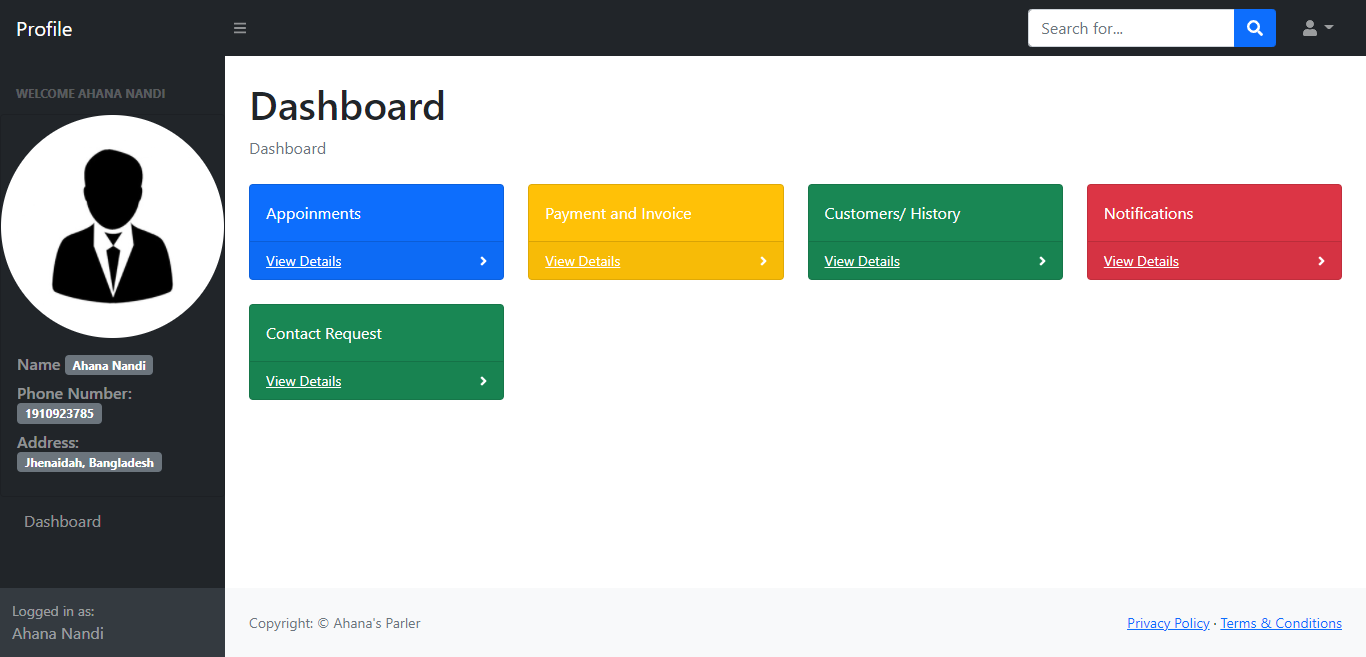 Profile
Search for...
WELCOME AHANA NANDI
Name Ahana Nandi
Phone Number:
1910923785
Address:
Jhenaidah, Bangladesh
Dashboard
Logged in as:
Ahana Nandi
Dashboard
Dashboard
Appoinments
View Details
Payment and Invoice
View Details
Customers/ History
View Details
Notifications
View Details
Contact Request
View Details
Copyright: © Ahana's Parler
Privacy Policy · Terms & Conditions